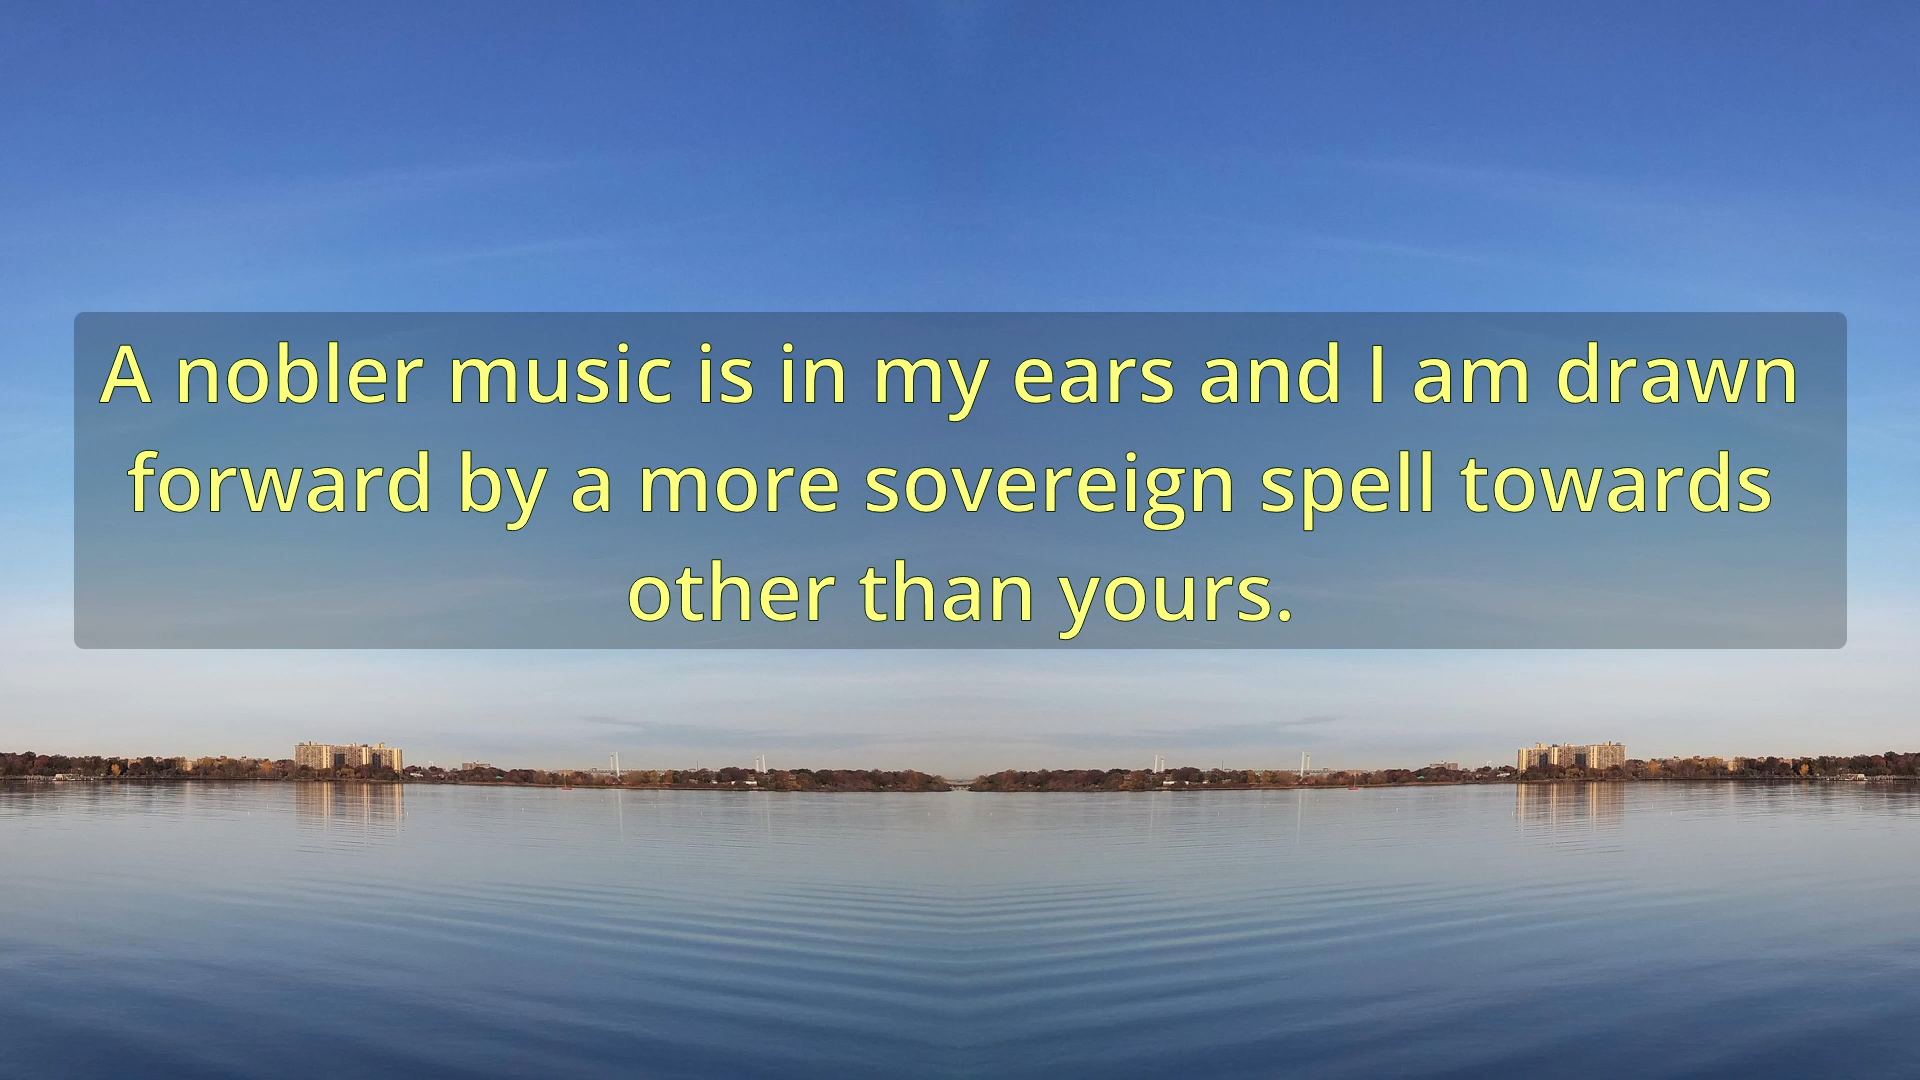 A nobler music is in my ears and I am drawn
forward by a more sovereign spell towards
other than yours.